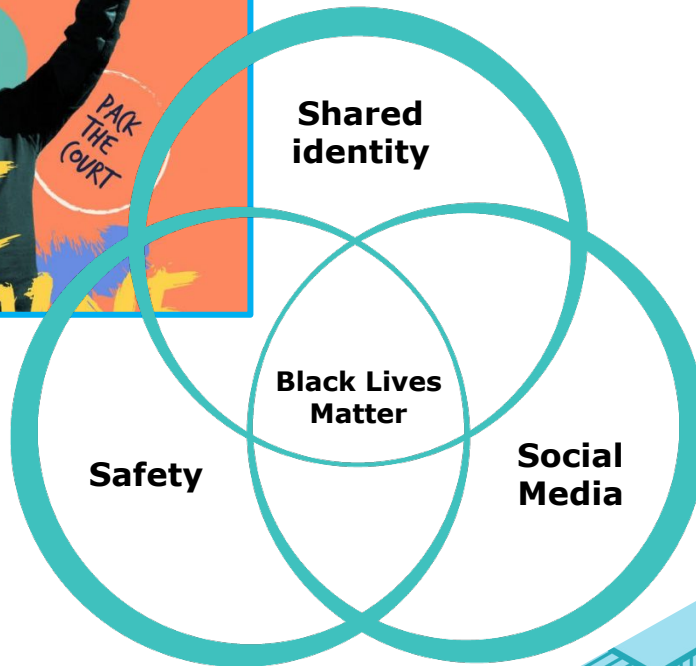 PACK
THE
COURT
Shared
identity
Black Lives
Matter
Safety
Social
Media